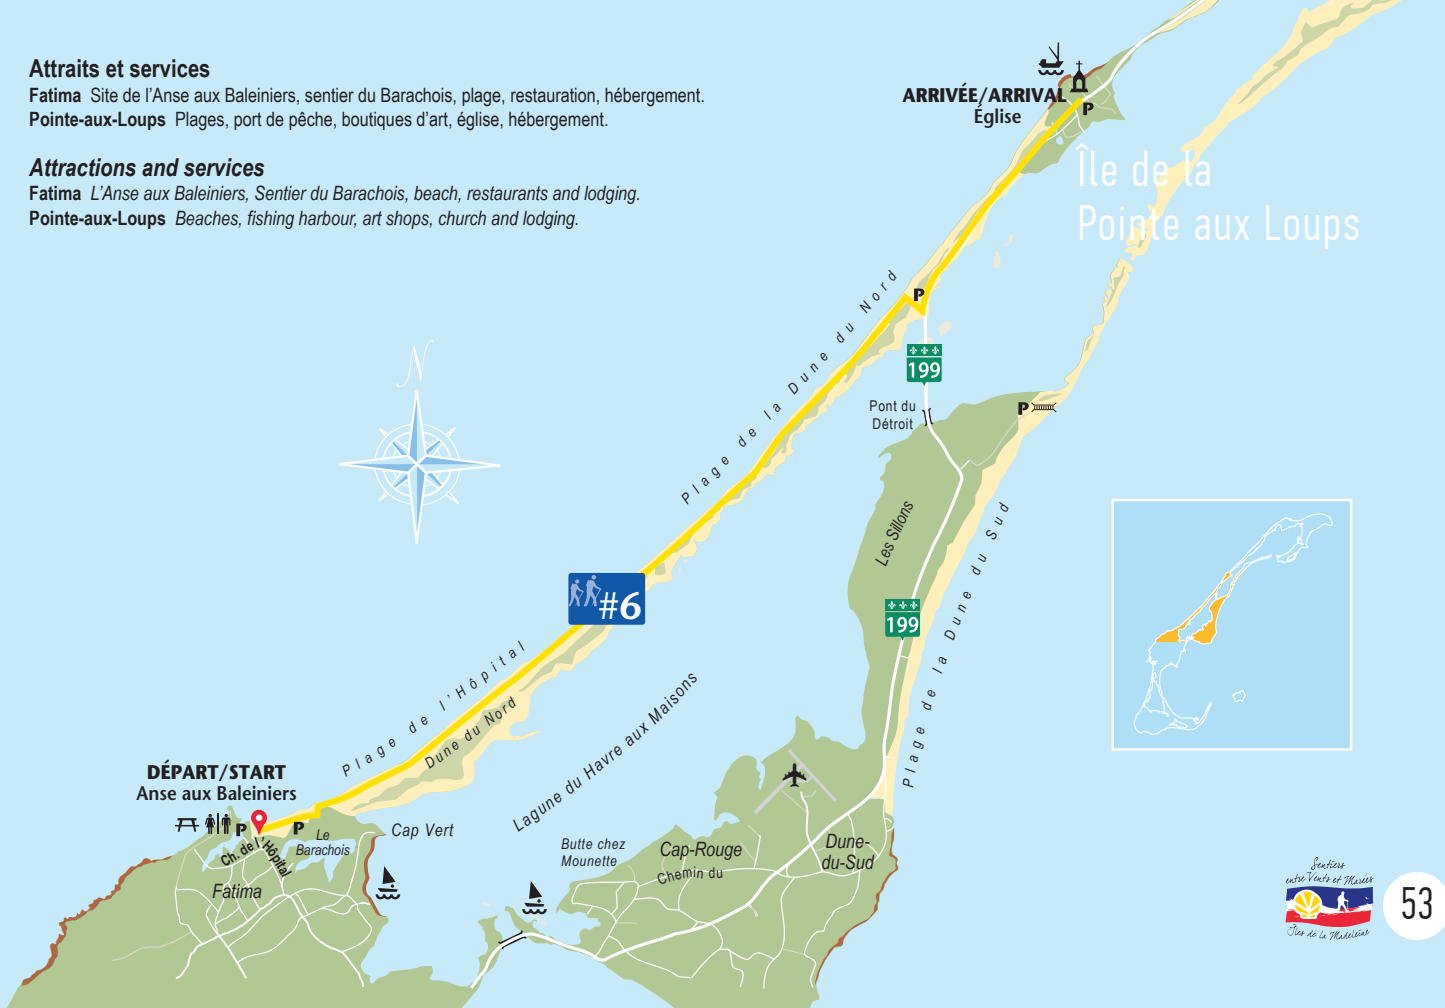 Attraits et services
Fatima Site de l'Anse aux Baleiniers, sentier du Barachois, plage, restauration, hébergement.
Pointe-aux-Loups Plages, port de pêche, boutiques d'art, église, hébergement.
Attractions and services
Fatima L'Anse aux Baleiniers, Sentier du Barachois, beach, restaurants and lodging.
Pointe-aux-Loups Beaches, fishing harbour, art shops, church and lodging.
ARRIVÉE/ARRIVAL
Église
P
Île de la
Pointe aux Loups
Plage de la Dune du Nord
P
199
N
Pont du
Détroit
P
Les Sillons
Plage de la Dune du Sud
199
#6
Plage de l'Hôpital
Dune du Nord
Lagune du Havre aux Maisons
DÉPART/START
Anse aux Baleiniers
P
P
Le
Barachois
Ch. de l'Hôpital
Cap Vert
Fatima
Butte chez
Mounette
Cap-Rouge
Chemin du
Dune-
du-Sud
Sentiers
entre Vents et Marées
Îles de la Madeleine
53